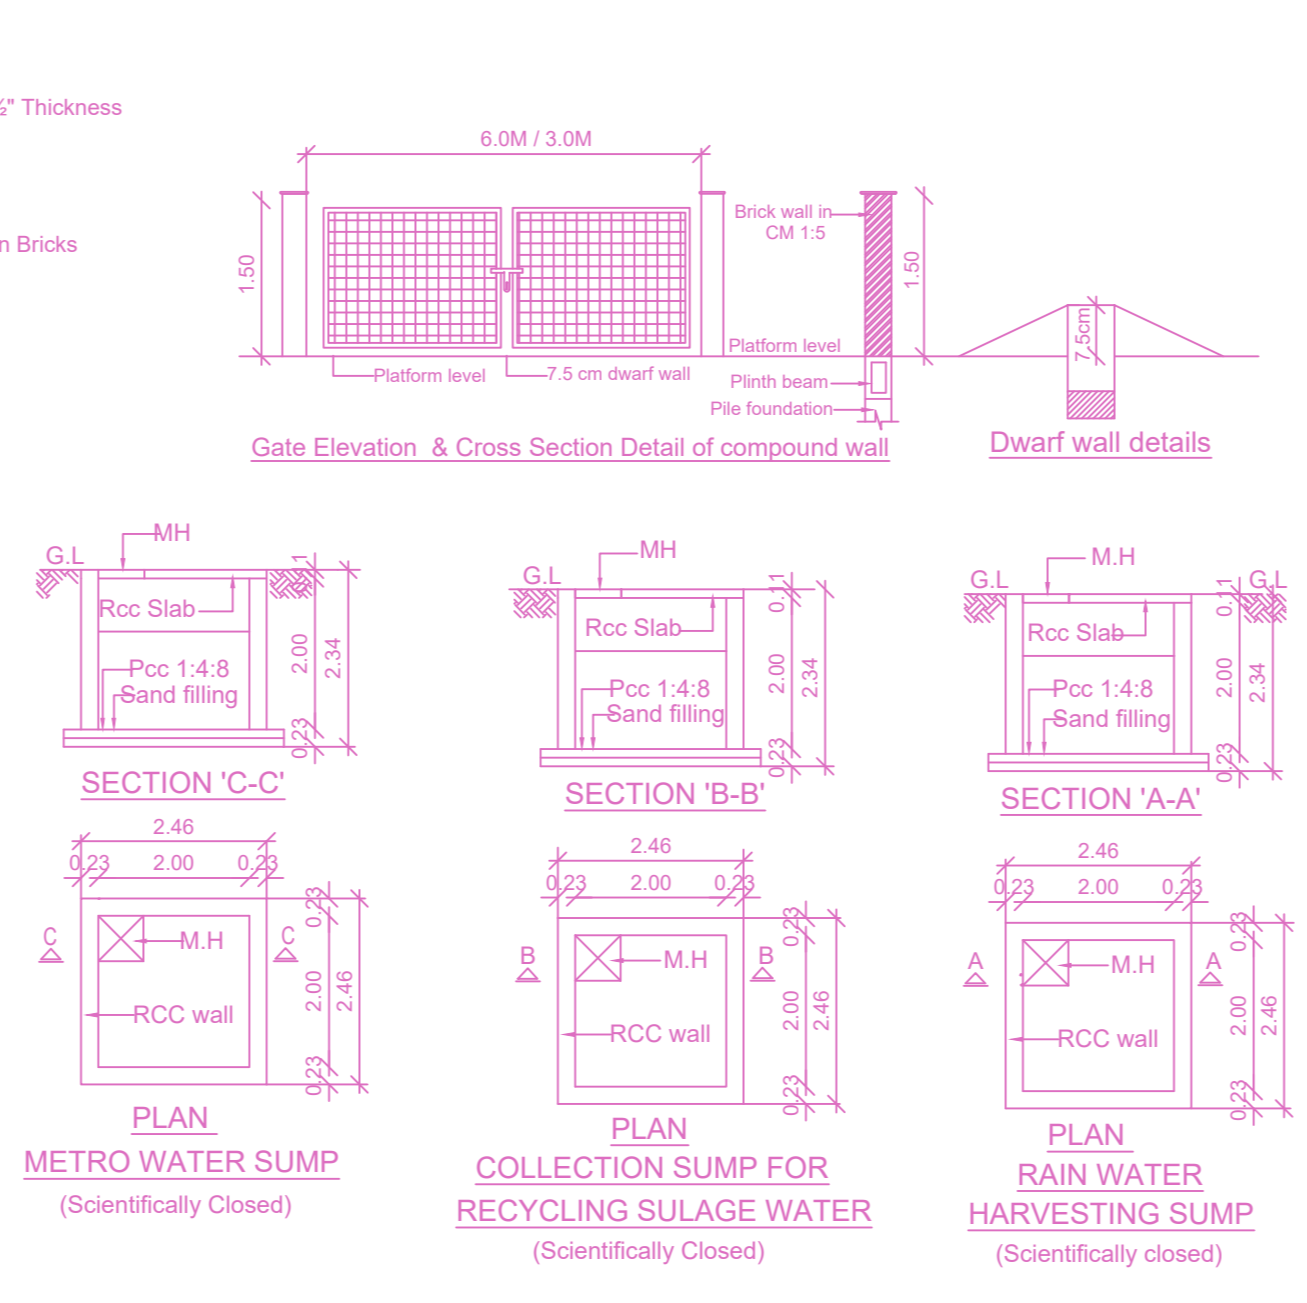 ½" Thickness
n Bricks
6.0M / 3.0M
1.50
Brick wall in
CM 1:5
1.50
Platform level
Platform level
7.5 cm dwarf wall
Plinth beam
Pile foundation
7.5cm
Gate Elevation & Cross Section Detail of compound wall
Dwarf wall details
MH
G.L
Rcc Slab
2.00
2.34
Pcc 1:4:8
Sand filling
0.23
SECTION 'C-C'
MH
G.L
0.11
Rcc Slab
2.00
2.34
Pcc 1:4:8
Sand filling
0.23
SECTION 'B-B'
M.H
G.L
G.L
0.11
Rcc Slab
2.00
2.34
Pcc 1:4:8
Sand filling
0.23
SECTION 'A-A'
2.46
0.23
2.00
0.23
0.23
C
C
M.H
2.00
2.46
RCC wall
0.23
PLAN
METRO WATER SUMP
(Scientifically Closed)
2.46
0.23
2.00
0.23
0.23
B
B
M.H
2.00
2.46
RCC wall
0.23
PLAN
COLLECTION SUMP FOR
RECYCLING SULAGE WATER
(Scientifically Closed)
2.46
0.23
2.00
0.23
0.23
A
A
M.H
2.00
2.46
RCC wall
0.23
PLAN
RAIN WATER
HARVESTING SUMP
(Scientifically closed)